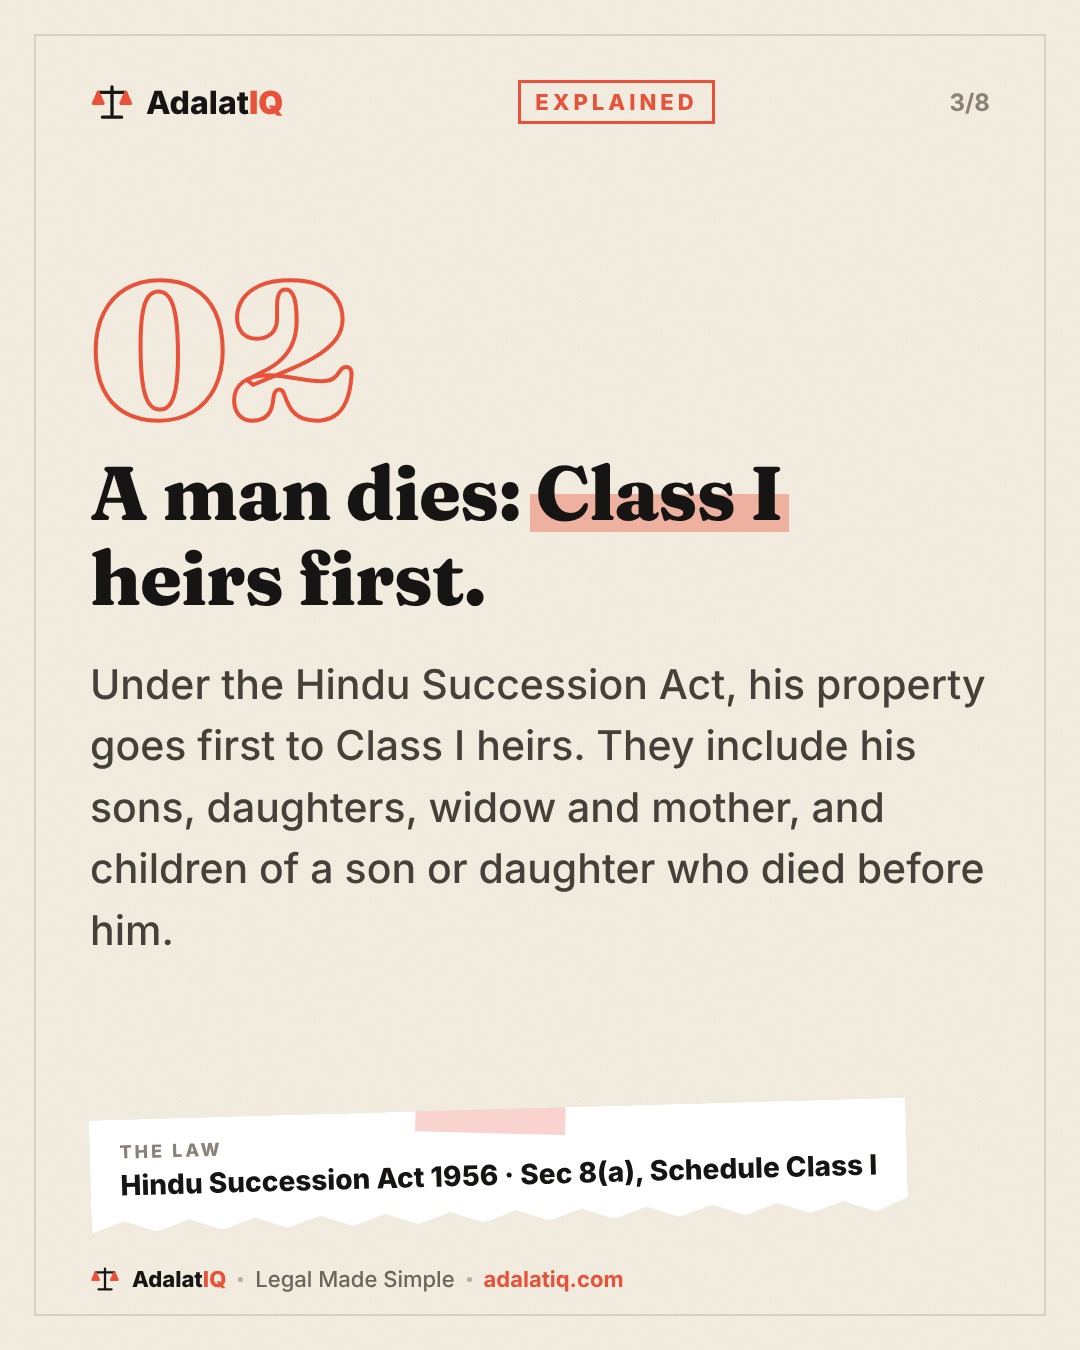 AdalatIQ
EXPLAINED
3/8
02
A man dies: Class I
heirs first.
Under the Hindu Succession Act, his property
goes first to Class I heirs. They include his
sons, daughters, widow and mother, and
children of a son or daughter who died before
him.
THE LAW
Hindu Succession Act 1956 · Sec 8(a), Schedule Class I
AdalatIQ • Legal Made Simple • adalatiq.com